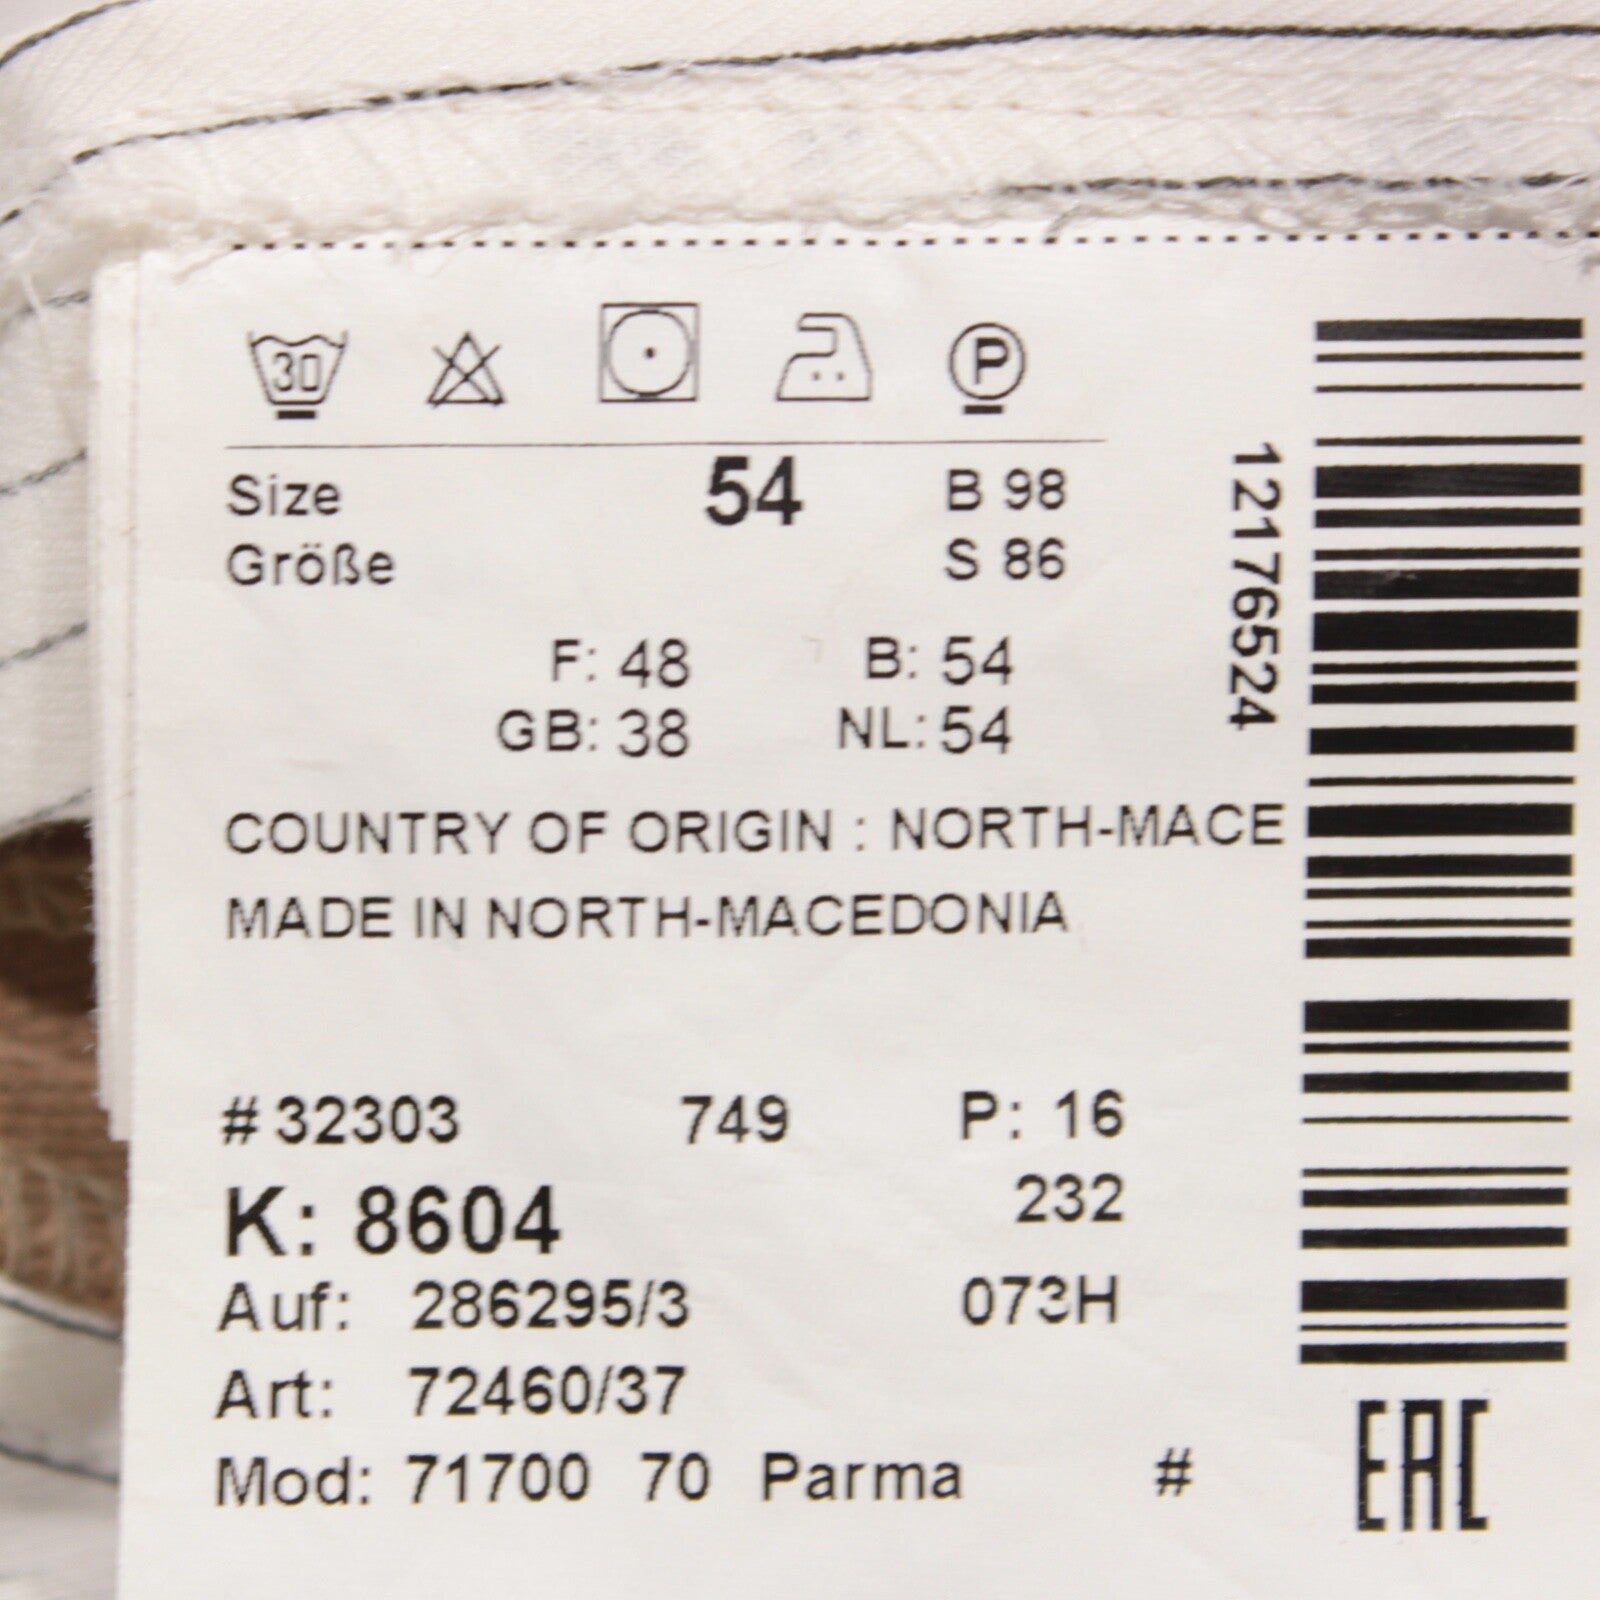 30 P
Size 54 B 98
Größe S 86
F: 48 B: 54
GB: 38 NL: 54
COUNTRY OF ORIGIN : NORTH-MACE
MADE IN NORTH-MACEDONIA
#32303 749 P: 16
K: 8604 232
Auf: 286295/3 073H
Art: 72460/37
Mod: 71700 70 Parma #
12176524
EAC